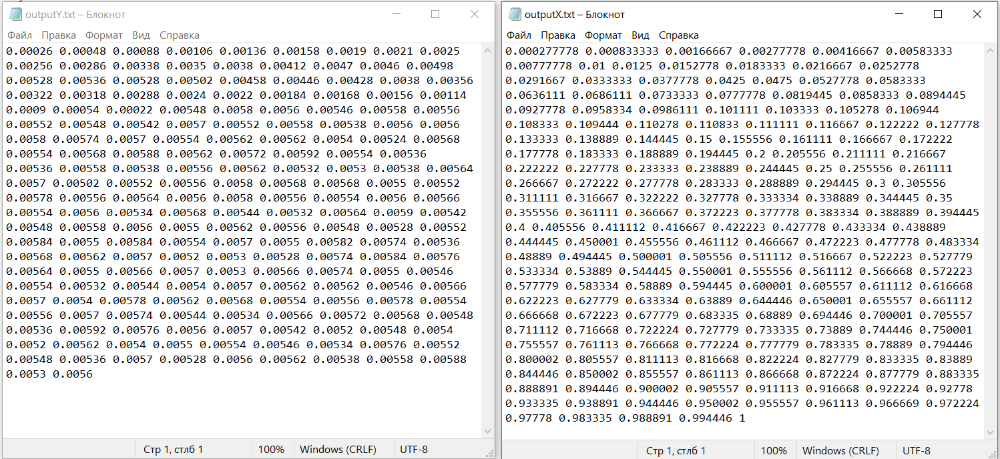 outputY.txt – Блокнот
Файл Правка Формат Вид Справка
0.00026 0.00048 0.00088 0.00106 0.00136 0.00158 0.0019 0.0021 0.0025
0.00256 0.00286 0.00338 0.0035 0.0038 0.00412 0.0047 0.0046 0.00498
0.00528 0.00536 0.00528 0.00502 0.00458 0.00446 0.00428 0.0038 0.00356
0.00322 0.00318 0.00288 0.0024 0.0022 0.00184 0.00168 0.00156 0.00114
0.0009 0.00054 0.00022 0.00548 0.0058 0.0056 0.00546 0.00558 0.00556
0.00552 0.00548 0.00542 0.0057 0.00552 0.00558 0.00538 0.0056 0.0056
0.0058 0.00574 0.0057 0.00554 0.00562 0.00562 0.0054 0.00524 0.00568
0.00554 0.00568 0.00588 0.00562 0.00572 0.00592 0.00554 0.00536
0.00536 0.00558 0.00538 0.00556 0.00562 0.00532 0.0053 0.00538 0.00564
0.0057 0.00502 0.00552 0.00556 0.0058 0.00568 0.00568 0.0055 0.00552
0.00578 0.00556 0.00564 0.0056 0.0058 0.00556 0.00554 0.0056 0.00566
0.00554 0.0056 0.00534 0.00568 0.00544 0.00532 0.00564 0.0059 0.00542
0.00548 0.00558 0.0056 0.0055 0.00562 0.00556 0.00548 0.00528 0.00552
0.00584 0.0055 0.00584 0.00554 0.0057 0.0055 0.00582 0.00574 0.00536
0.00568 0.00562 0.0057 0.0052 0.0053 0.00528 0.00574 0.00584 0.00576
0.00564 0.0055 0.00566 0.0057 0.0053 0.00566 0.00574 0.0055 0.00546
0.00554 0.00532 0.00544 0.0054 0.0057 0.00562 0.00562 0.00546 0.00566
0.0057 0.0054 0.00578 0.00562 0.00568 0.00554 0.00556 0.00578 0.00554
0.00556 0.0057 0.00574 0.00544 0.00534 0.00566 0.00572 0.00568 0.00548
0.00536 0.00592 0.00576 0.0056 0.0057 0.00542 0.0052 0.00548 0.0054
0.0052 0.00562 0.0054 0.0055 0.00554 0.00546 0.00534 0.00576 0.00552
0.00548 0.00536 0.0057 0.00528 0.0056 0.00562 0.00538 0.00558 0.00588
0.0053 0.0056
Стр 1, стлб 1 100% Windows (CRLF) UTF-8
outputX.txt – Блокнот
Файл Правка Формат Вид Справка
0.000277778 0.000833333 0.00166667 0.00277778 0.00416667 0.00583333
0.00777778 0.01 0.0125 0.0152778 0.0183333 0.0216667 0.0252778
0.0291667 0.0333333 0.0377778 0.0425 0.0475 0.0527778 0.0583333
0.0636111 0.0686111 0.0733333 0.0777778 0.0819445 0.0858333 0.0894445
0.0927778 0.0958334 0.0986111 0.101111 0.103333 0.105278 0.106944
0.108333 0.109444 0.110278 0.110833 0.111111 0.116667 0.122222 0.127778
0.133333 0.138889 0.144445 0.15 0.155556 0.161111 0.166667 0.172222
0.177778 0.183333 0.188889 0.194445 0.2 0.205556 0.211111 0.216667
0.222222 0.227778 0.233333 0.238889 0.244445 0.25 0.255556 0.261111
0.266667 0.272222 0.277778 0.283333 0.288889 0.294445 0.3 0.305556
0.311111 0.316667 0.322222 0.327778 0.333334 0.338889 0.344445 0.35
0.355556 0.361111 0.366667 0.372223 0.377778 0.383334 0.388889 0.394445
0.4 0.405556 0.411112 0.416667 0.422223 0.427778 0.433334 0.438889
0.444445 0.450001 0.455556 0.461112 0.466667 0.472223 0.477778 0.483334
0.48889 0.494445 0.500001 0.505556 0.511112 0.516667 0.522223 0.527779
0.533334 0.53889 0.544445 0.550001 0.555556 0.561112 0.566668 0.572223
0.577779 0.583334 0.58889 0.594445 0.600001 0.605557 0.611112 0.616668
0.622223 0.627779 0.633334 0.63889 0.644446 0.650001 0.655557 0.661112
0.666668 0.672223 0.677779 0.683335 0.68889 0.694446 0.700001 0.705557
0.711112 0.716668 0.722224 0.727779 0.733335 0.73889 0.744446 0.750001
0.755557 0.761113 0.766668 0.772224 0.777779 0.783335 0.78889 0.794446
0.800002 0.805557 0.811113 0.816668 0.822224 0.827779 0.833335 0.83889
0.844446 0.850002 0.855557 0.861113 0.866668 0.872224 0.877779 0.883335
0.888891 0.894446 0.900002 0.905557 0.911113 0.916668 0.922224 0.92778
0.933335 0.938891 0.944446 0.950002 0.955557 0.961113 0.966669 0.972224
0.97778 0.983335 0.988891 0.994446 1
Стр 1, стлб 1 100% Windows (CRLF) UTF-8